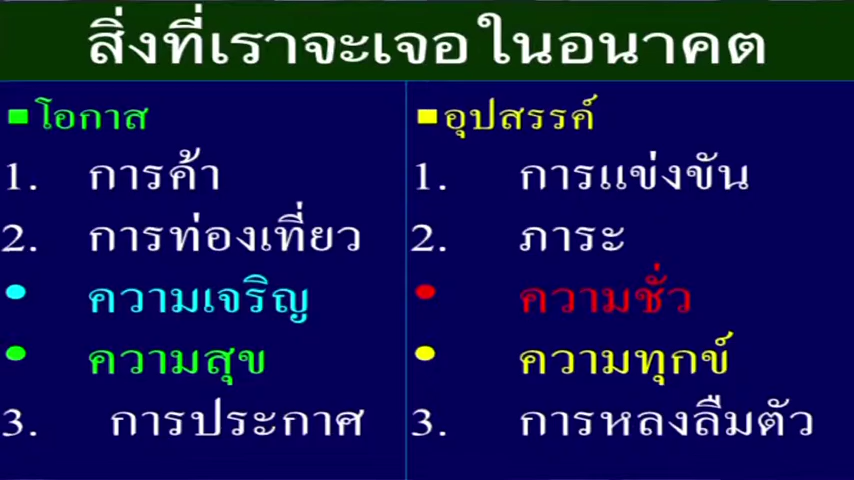 สิ่งที่เราจะเจอในอนาคต
โอกาส
1. การค้า
2. การท่องเที่ยว
• ความเจริญ
• ความสุข
3. การประกาศ
อุปสรรค์
1. การแข่งขัน
2. ภาระ
• ความชั่ว
• ความทุกข์
3. การหลงลืมตัว